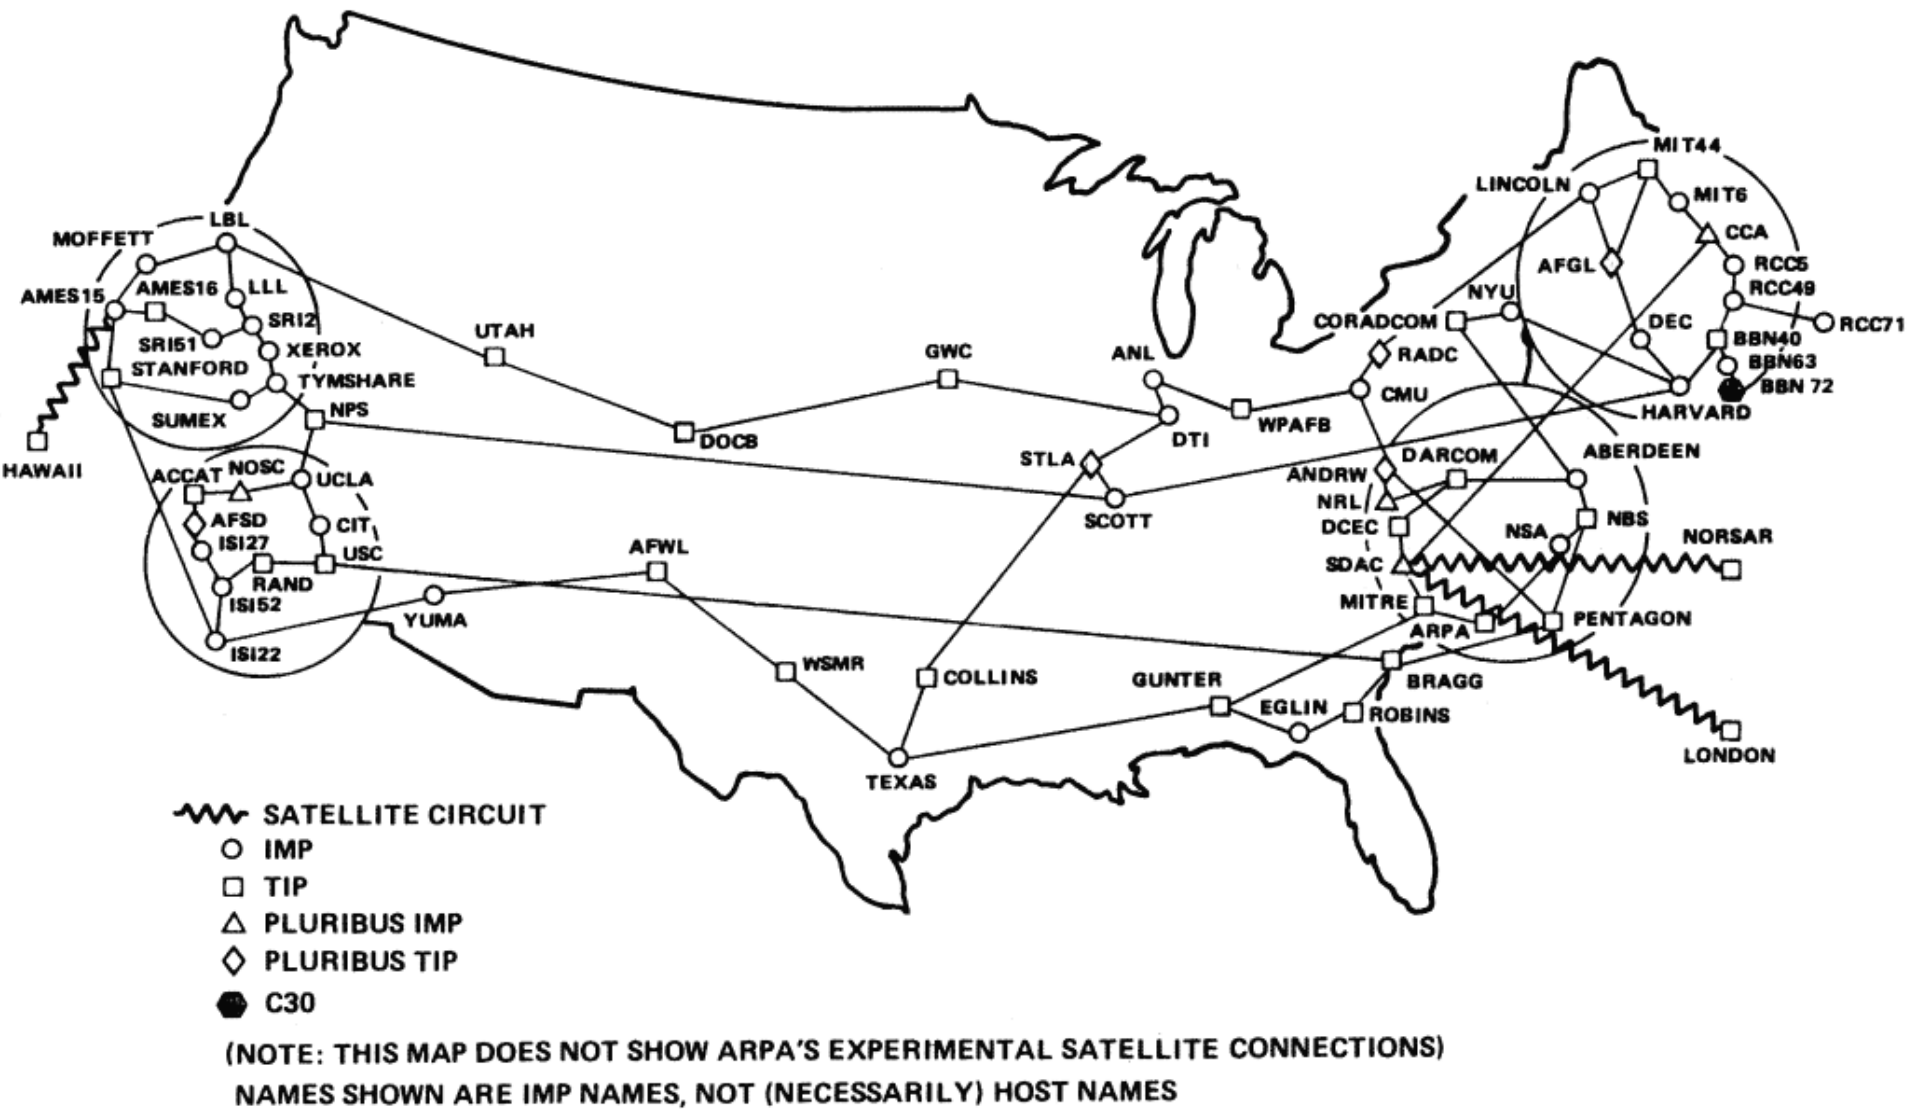 MIT44
LINCOLN
MIT6
CCA
AFGL
RCC5
RCC49
RCC71
NYU
DEC
BBN40
BBN63
BBN 72
HARVARD
LBL
MOFFETT
AMES15
AMES16
LLL
SRI2
SRI51
XEROX
STANFORD
TYMSHARE
SUMEX
NPS
HAWAII
UTAH
DOCB
GWC
ANL
DTI
WPAFB
CORADCOM
RADC
CMU
STLA
SCOTT
ACCAT
NOSC
UCLA
AFSD
CIT
ISI27
USC
RAND
ISI52
ISI22
YUMA
AFWL
WSMR
COLLINS
TEXAS
GUNTER
EGLIN
ROBINS
BRAGG
ANDRW
DARCOM
ABERDEEN
NRL
DCEC
NSA
NBS
NORSAR
SDAC
MITRE
ARPA
PENTAGON
LONDON
SATELLITE CIRCUIT
IMP
TIP
PLURIBUS IMP
PLURIBUS TIP
C30
(NOTE: THIS MAP DOES NOT SHOW ARPA'S EXPERIMENTAL SATELLITE CONNECTIONS)
NAMES SHOWN ARE IMP NAMES, NOT (NECESSARILY) HOST NAMES